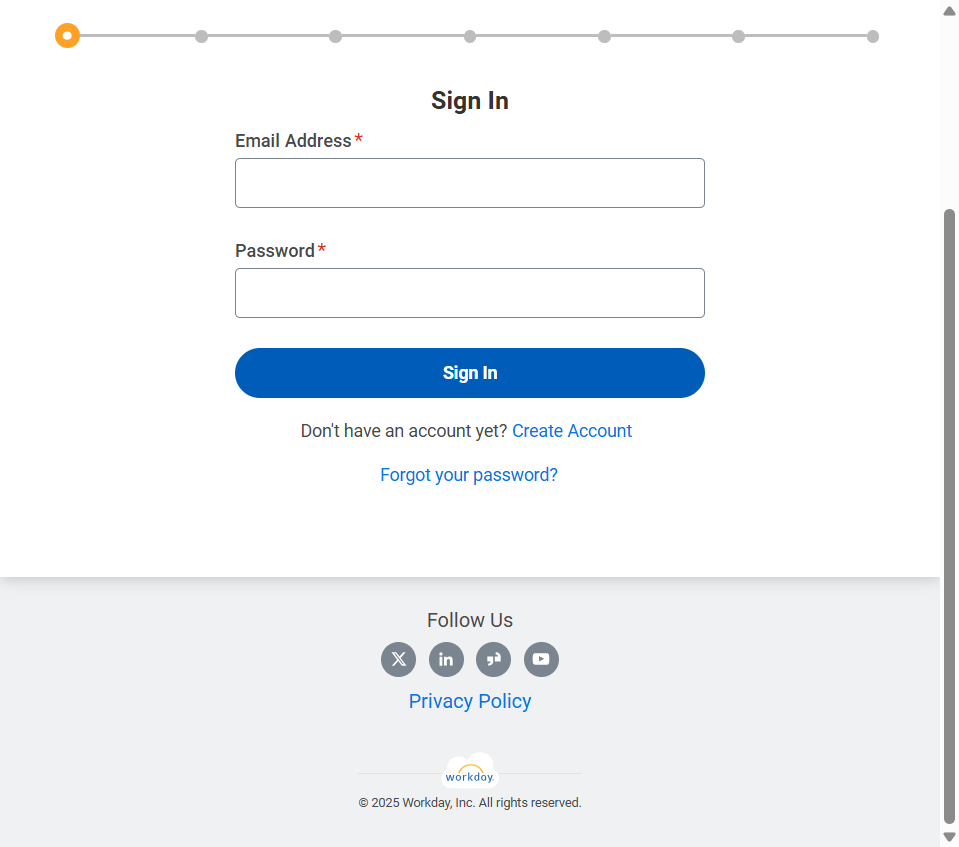 Sign In
Email Address*
Password*
Sign In
Don't have an account yet? Create Account
Forgot your password?
Follow Us
X in
Privacy Policy
workday.
© 2025 Workday, Inc. All rights reserved.